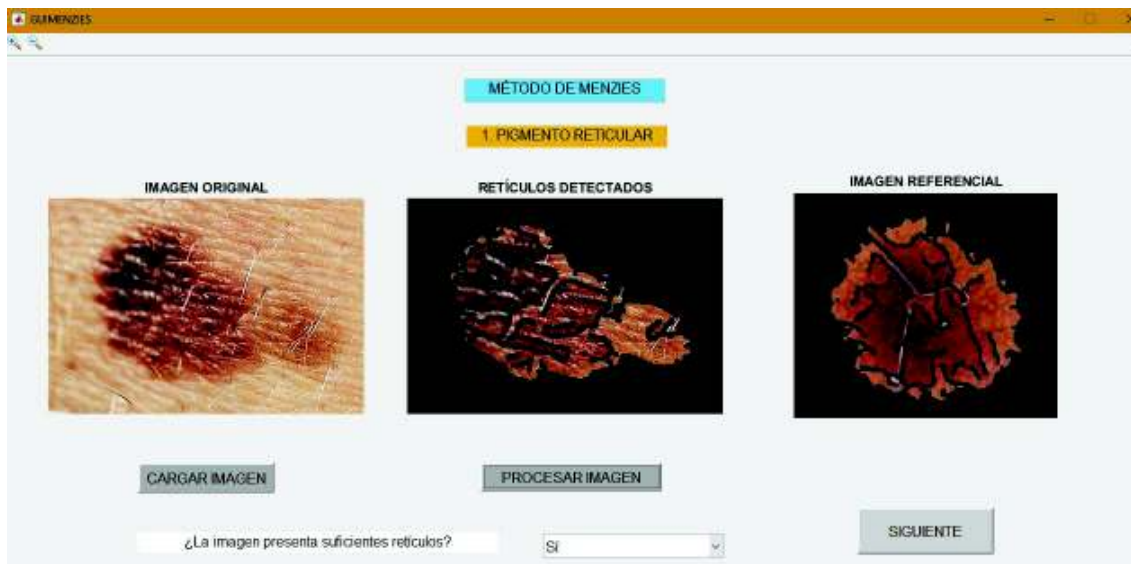 GUIMENZIES
MÉTODO DE MENZIES
1. PIGMENTO RETICULAR
IMAGEN ORIGINAL
RETÍCULOS DETECTADOS
IMAGEN REFERENCIAL
CARGAR IMAGEN
PROCESAR IMAGEN
¿La imagen presenta suficientes retículos?
Sí
SIGUIENTE